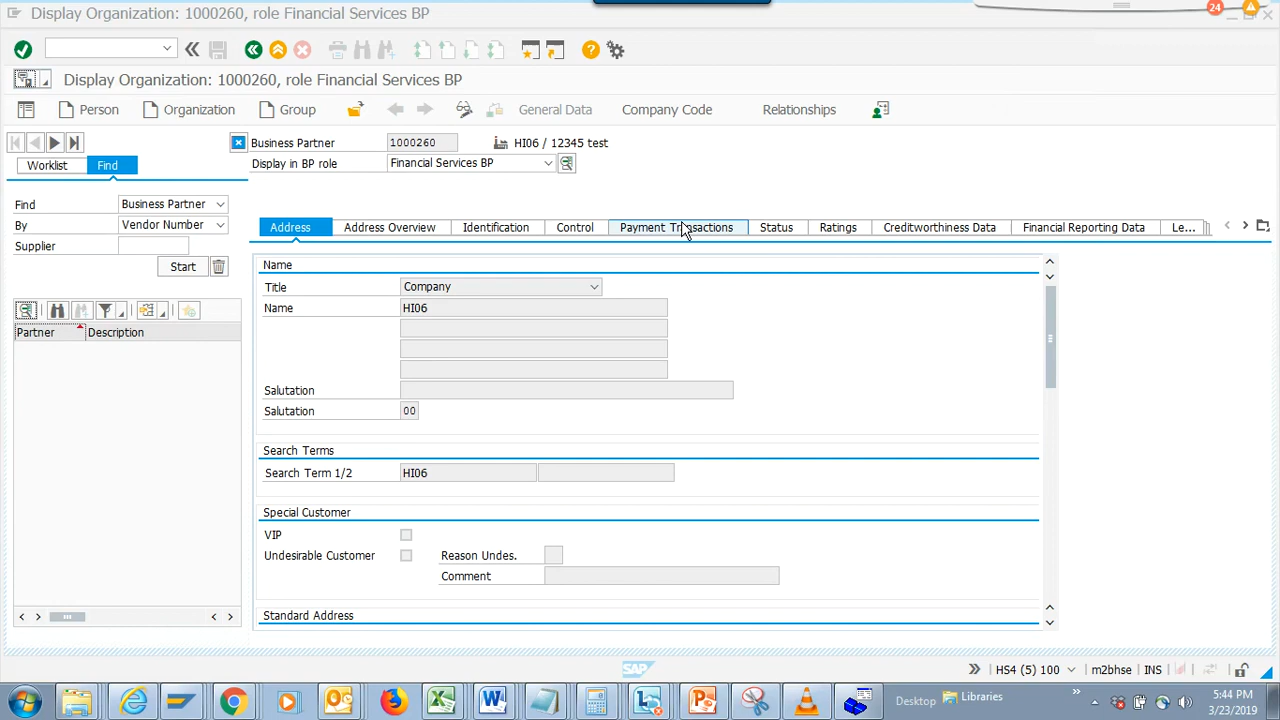 Display Organization: 1000260, role Financial Services BP
24
Display Organization: 1000260, role Financial Services BP
Person
Organization
Group
General Data
Company Code
Relationships
Business Partner 1000260 HI06 / 12345 test
Worklist Find
Display in BP role Financial Services BP
Find Business Partner
By Vendor Number
Supplier
Start
Partner Description
Address Address Overview Identification Control Payment Transactions Status Ratings Creditworthiness Data Financial Reporting Data Le...
Name
Title Company
Name HI06
Salutation
Salutation 00
Search Terms
Search Term 1/2 HI06
Special Customer
VIP
Undesirable Customer Reason Undes.
Comment
Standard Address
SAP
HS4 (5) 100 m2bhse INS
Desktop Libraries
5:44 PM
3/23/2019